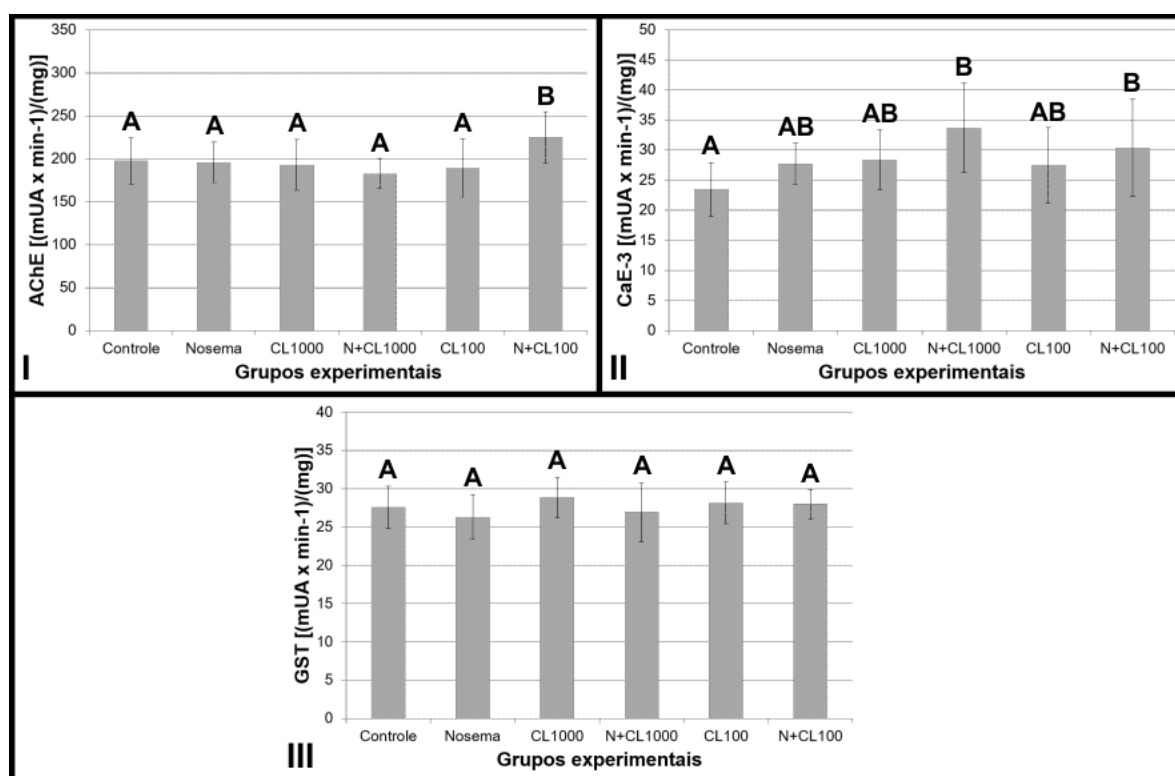 AChE [(mUA x min-1)/(mg)]
350
300
250
200
150
100
50
0
A
A
A
A
A
B
Controle Nosema CL1000 N+CL1000 CL100 N+CL100
Grupos experimentais
I
CaE-3 [(mUA x min-1)/(mg)]
50
45
40
35
30
25
20
15
10
5
0
A
AB
AB
B
AB
B
Controle Nosema CL1000 N+CL1000 CL100 N+CL100
Grupos experimentais
II
GST [(mUA x min-1)/(mg)]
40
35
30
25
20
15
10
5
0
A
A
A
A
A
A
Controle Nosema CL1000 N+CL1000 CL100 N+CL100
Grupos experimentais
III